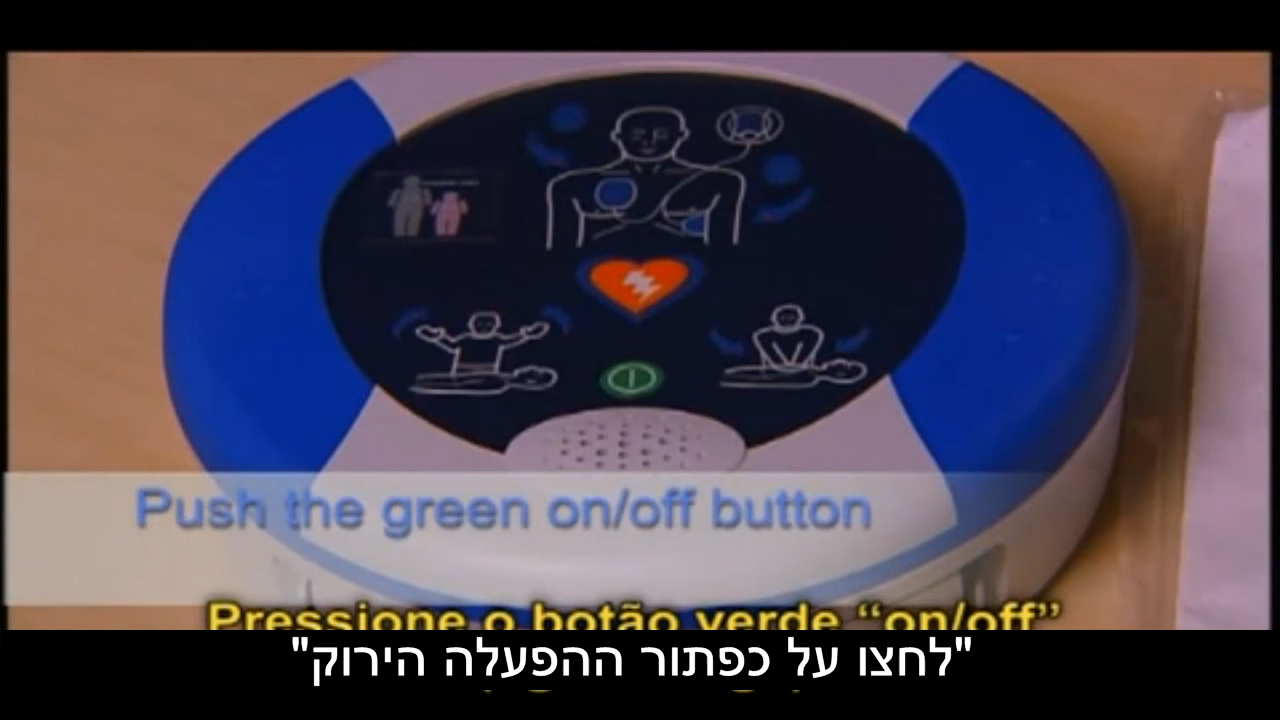 Push the green on/off button
Pressione o botão verde “on/off”
"לחצו על כפתור ההפעלה הירוק"